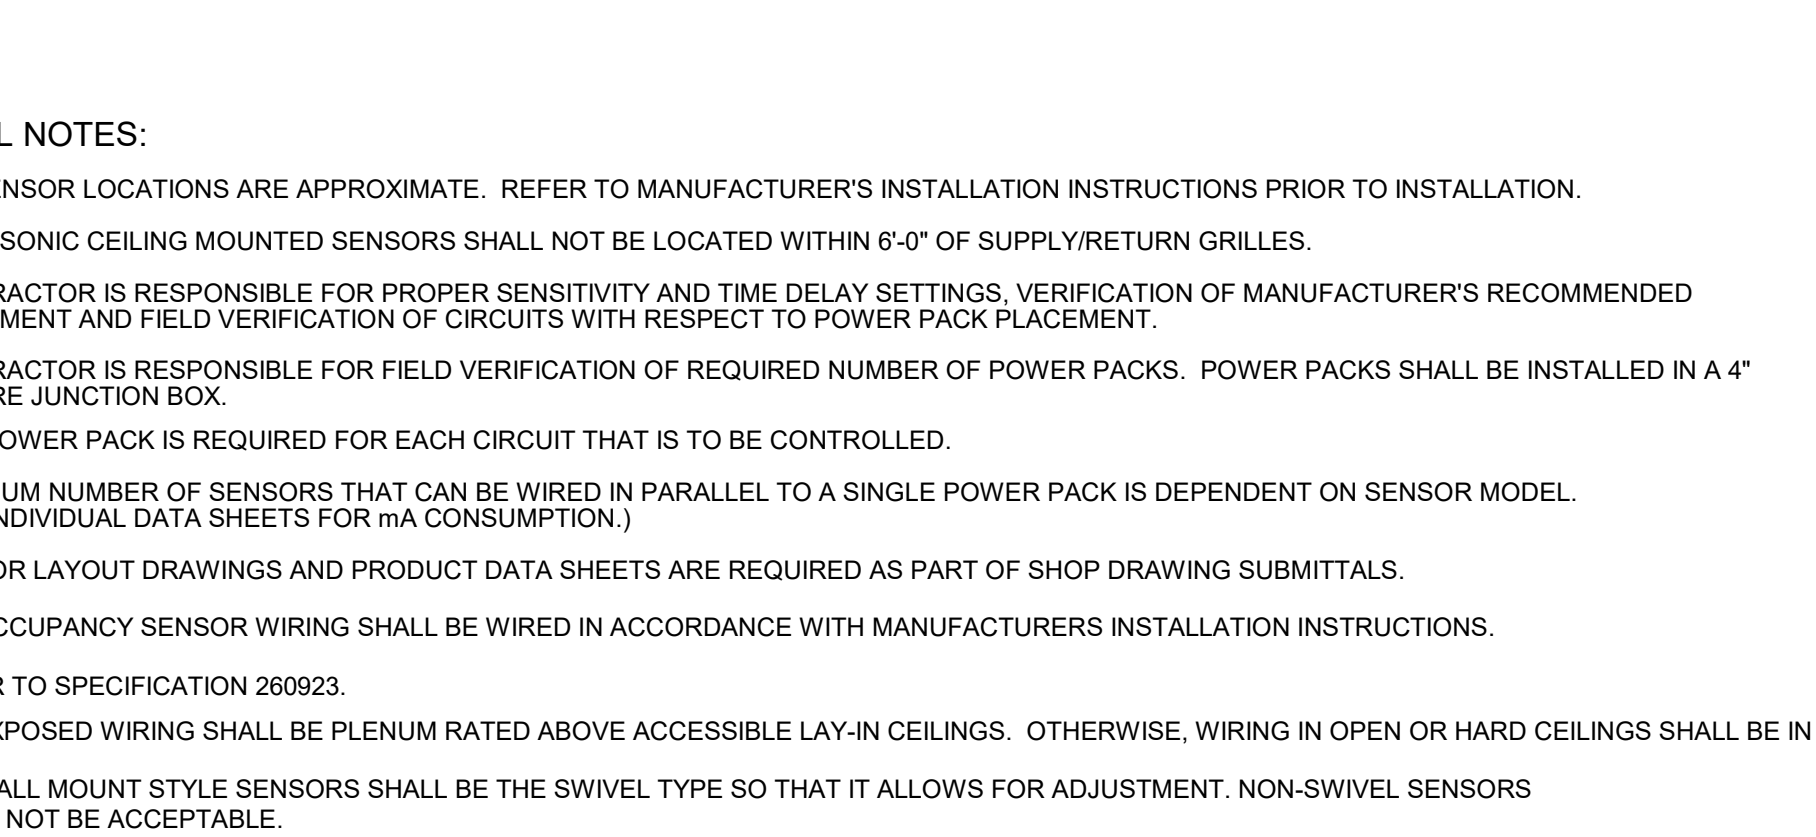 L NOTES:
ENSOR LOCATIONS ARE APPROXIMATE. REFER TO MANUFACTURER'S INSTALLATION INSTRUCTIONS PRIOR TO INSTALLATION.
SONIC CEILING MOUNTED SENSORS SHALL NOT BE LOCATED WITHIN 6'-0" OF SUPPLY/RETURN GRILLES.
RACTOR IS RESPONSIBLE FOR PROPER SENSITIVITY AND TIME DELAY SETTINGS, VERIFICATION OF MANUFACTURER'S RECOMMENDED
MENT AND FIELD VERIFICATION OF CIRCUITS WITH RESPECT TO POWER PACK PLACEMENT.
RACTOR IS RESPONSIBLE FOR FIELD VERIFICATION OF REQUIRED NUMBER OF POWER PACKS. POWER PACKS SHALL BE INSTALLED IN A 4"
RE JUNCTION BOX.
OWER PACK IS REQUIRED FOR EACH CIRCUIT THAT IS TO BE CONTROLLED.
UM NUMBER OF SENSORS THAT CAN BE WIRED IN PARALLEL TO A SINGLE POWER PACK IS DEPENDENT ON SENSOR MODEL.
NDIVIDUAL DATA SHEETS FOR mA CONSUMPTION.)
OR LAYOUT DRAWINGS AND PRODUCT DATA SHEETS ARE REQUIRED AS PART OF SHOP DRAWING SUBMITTALS.
CCUPANCY SENSOR WIRING SHALL BE WIRED IN ACCORDANCE WITH MANUFACTURERS INSTALLATION INSTRUCTIONS.
R TO SPECIFICATION 260923.
XPOSED WIRING SHALL BE PLENUM RATED ABOVE ACCESSIBLE LAY-IN CEILINGS. OTHERWISE, WIRING IN OPEN OR HARD CEILINGS SHALL BE IN
ALL MOUNT STYLE SENSORS SHALL BE THE SWIVEL TYPE SO THAT IT ALLOWS FOR ADJUSTMENT. NON-SWIVEL SENSORS
NOT BE ACCEPTABLE.